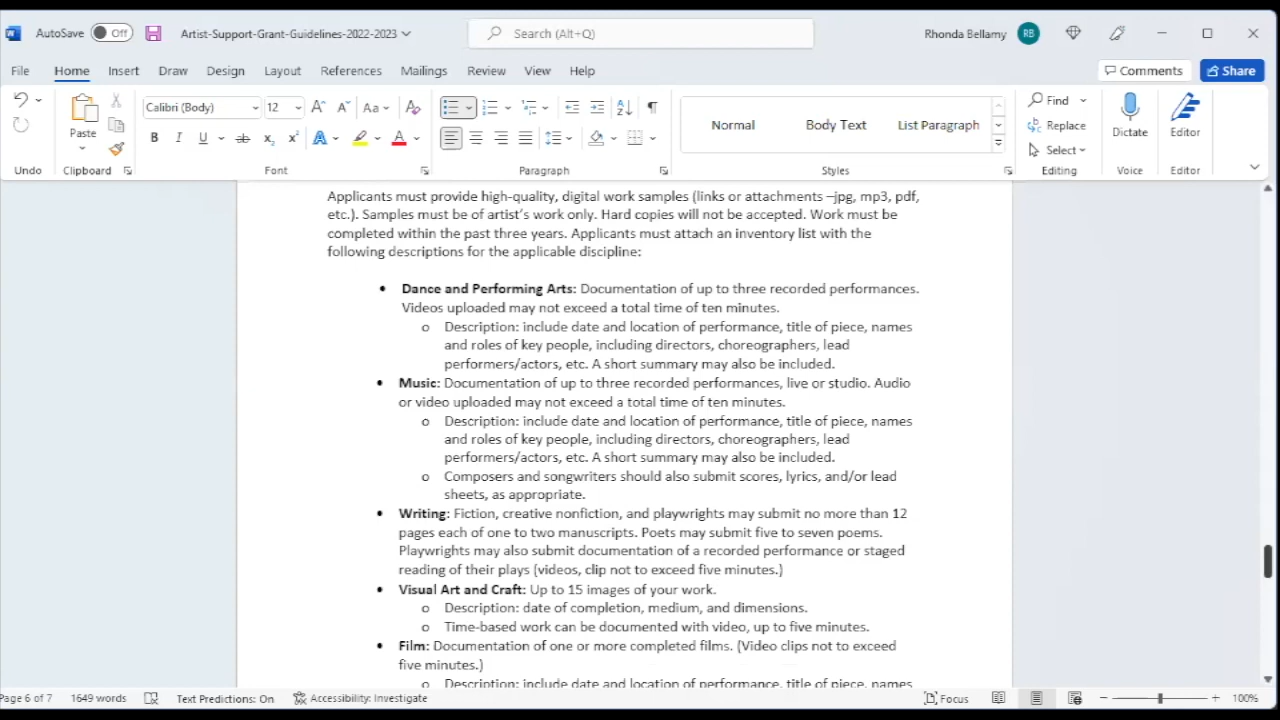 AutoSave Off Artist-Support-Grant-Guidelines-2022-2023 Search (Alt+Q) Rhonda Bellamy RB
File Home Insert Draw Design Layout References Mailings Review View Help Comments Share
Calibri (Body) 12 Aa Normal Body Text List Paragraph Find
Paste Replace Dictate Editor
Select
Undo Clipboard Font Paragraph Styles Editing Voice Editor
Applicants must provide high-quality, digital work samples (links or attachments –jpg, mp3, pdf,
etc.). Samples must be of artist's work only. Hard copies will not be accepted. Work must be
completed within the past three years. Applicants must attach an inventory list with the
following descriptions for the applicable discipline:
• Dance and Performing Arts: Documentation of up to three recorded performances.
Videos uploaded may not exceed a total time of ten minutes.
o Description: include date and location of performance, title of piece, names
and roles of key people, including directors, choreographers, lead
performers/actors, etc. A short summary may also be included.
• Music: Documentation of up to three recorded performances, live or studio. Audio
or video uploaded may not exceed a total time of ten minutes.
o Description: include date and location of performance, title of piece, names
and roles of key people, including directors, choreographers, lead
performers/actors, etc. A short summary may also be included.
o Composers and songwriters should also submit scores, lyrics, and/or lead
sheets, as appropriate.
• Writing: Fiction, creative nonfiction, and playwrights may submit no more than 12
pages each of one to two manuscripts. Poets may submit five to seven poems.
Playwrights may also submit documentation of a recorded performance or staged
reading of their plays (videos, clip not to exceed five minutes.)
• Visual Art and Craft: Up to 15 images of your work.
o Description: date of completion, medium, and dimensions.
o Time-based work can be documented with video, up to five minutes.
• Film: Documentation of one or more completed films. (Video clips not to exceed
five minutes.)
o Description: include date and location of performance, title of piece, names
Page 6 of 7 1649 words Text Predictions: On Accessibility: Investigate Focus 100%